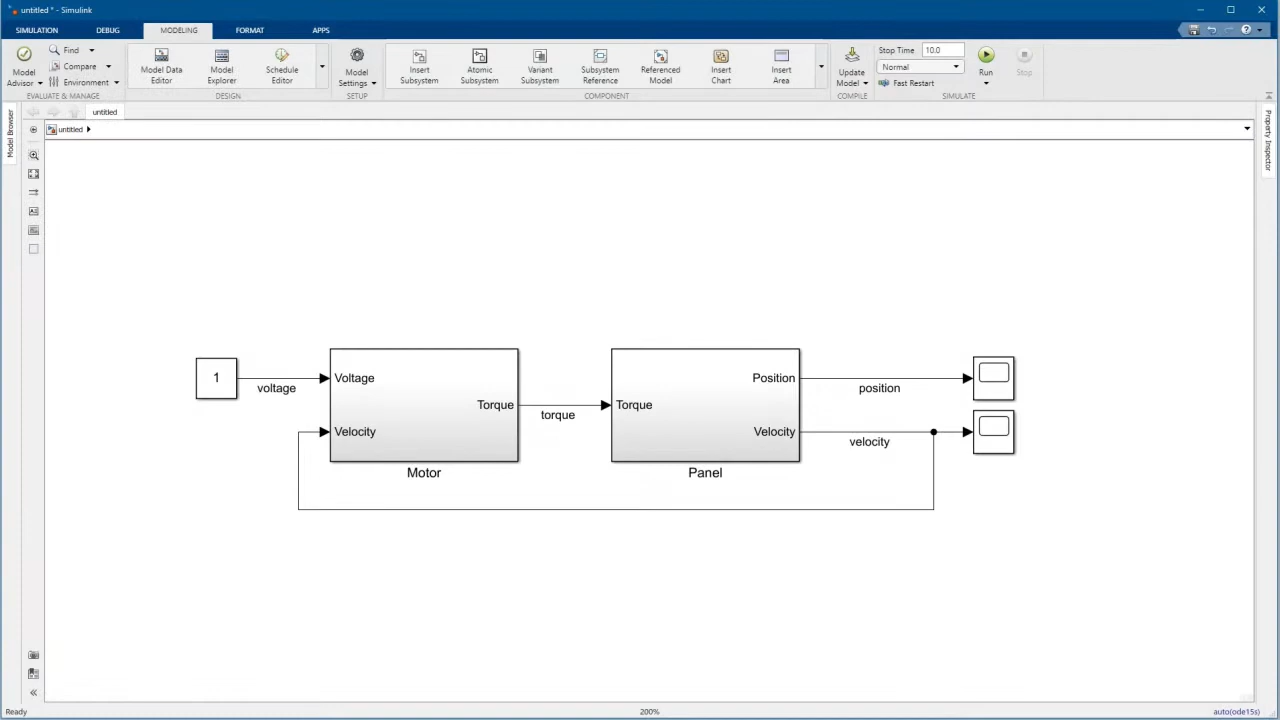 untitled * - Simulink
SIMULATION DEBUG MODELING FORMAT APPS
Model Advisor
Find
Compare
Environment
EVALUATE & MANAGE
Model Data Editor
Model Explorer
Schedule Editor
DESIGN
Model Settings
SETUP
Insert Subsystem
Atomic Subsystem
Variant Subsystem
Subsystem Reference
Referenced Model
Insert Chart
Insert Area
COMPONENT
Update Model
COMPILE
Stop Time 10.0
Normal
Fast Restart
Run
Stop
SIMULATE
Model Browser
untitled
untitled
Property Inspector
1
voltage
Voltage
Velocity
Torque
Motor
torque
Torque
Position
Velocity
Panel
position
velocity
Ready 200% auto(ode15s)